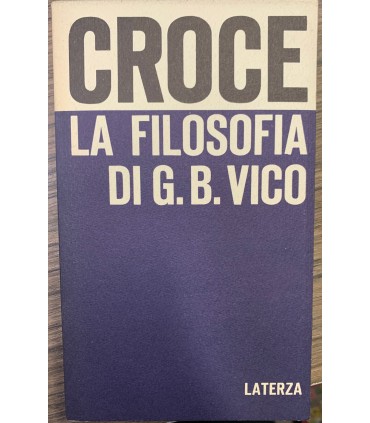 CROCE
LA FILOSOFIA
DI G. B. VICO
LATERZA